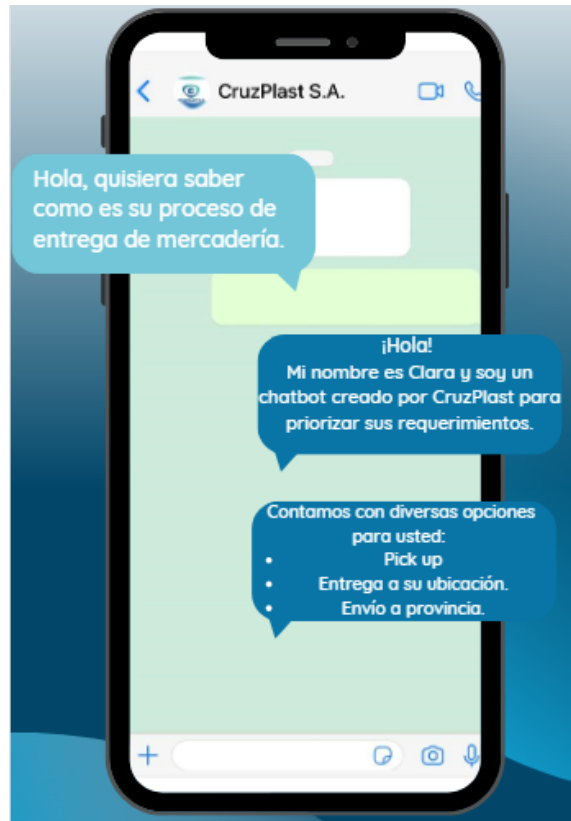 CruzPlast S.A.
Hola, quisiera saber
como es su proceso de
entrega de mercadería.
¡Hola!
Mi nombre es Clara y soy un
chatbot creado por CruzPlast para
priorizar sus requerimientos.
Contamos con diversas opciones
para usted:
• Pick up
• Entrega a su ubicación.
• Envío a provincia.